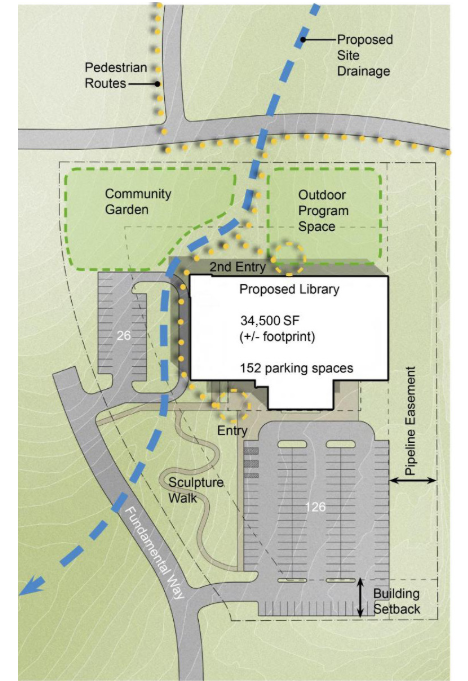 Proposed
Site
Drainage
Pedestrian
Routes
Community
Garden
Outdoor
Program
Space
2nd Entry
Proposed Library
34,500 SF
(+/- footprint)
152 parking spaces
26
Entry
Pipeline Easement
Sculpture
Walk
126
Fundamental Way
Building
Setback